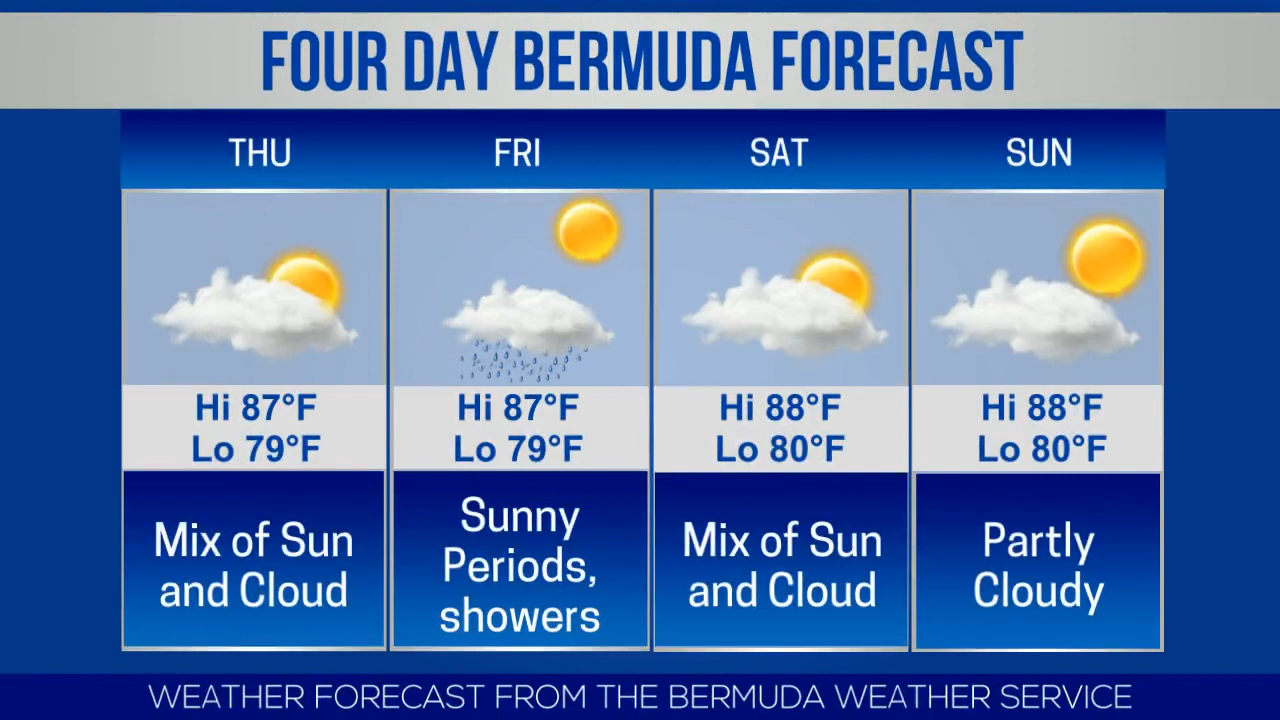 FOUR DAY BERMUDA FORECAST
THU
FRI
SAT
SUN
Hi 87°F
Lo 79°F
Hi 87°F
Lo 79°F
Hi 88°F
Lo 80°F
Hi 88°F
Lo 80°F
Mix of Sun
and Cloud
Sunny
Periods,
showers
Mix of Sun
and Cloud
Partly
Cloudy
WEATHER FORECAST FROM THE BERMUDA WEATHER SERVICE